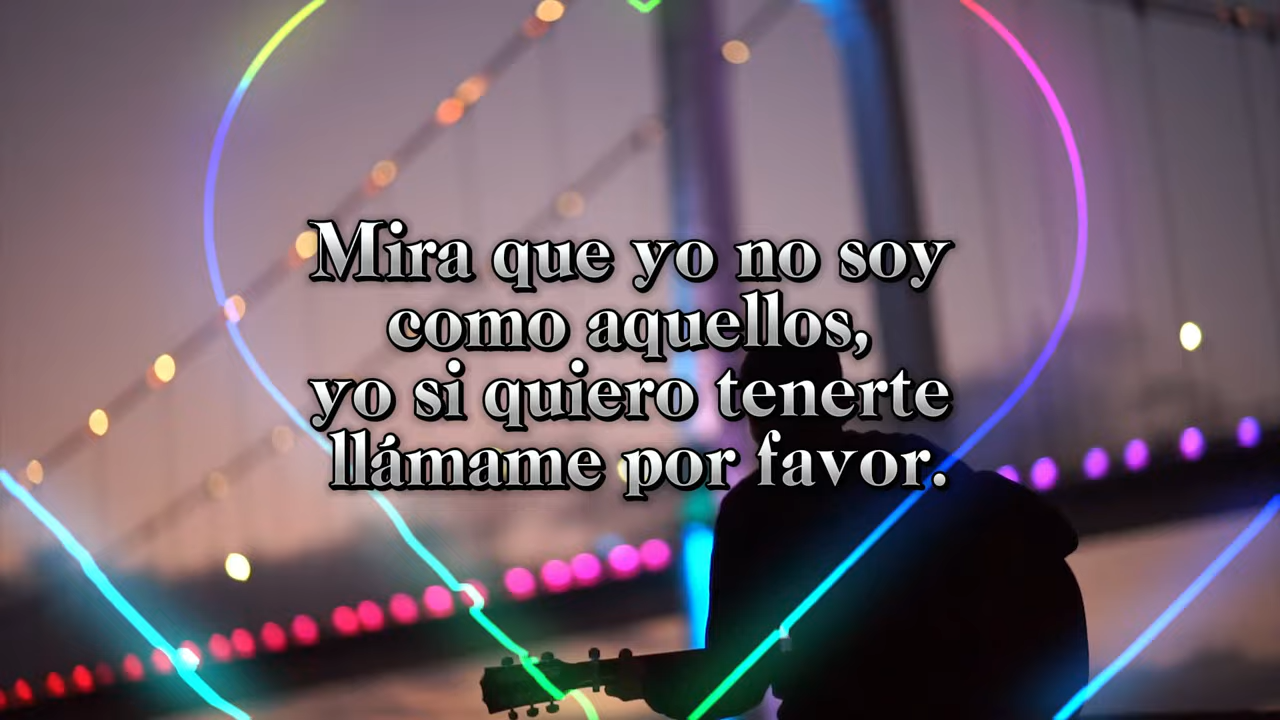 Mira que yo no soy
como aquellos,
yo si quiero tenerte
llámame por favor.